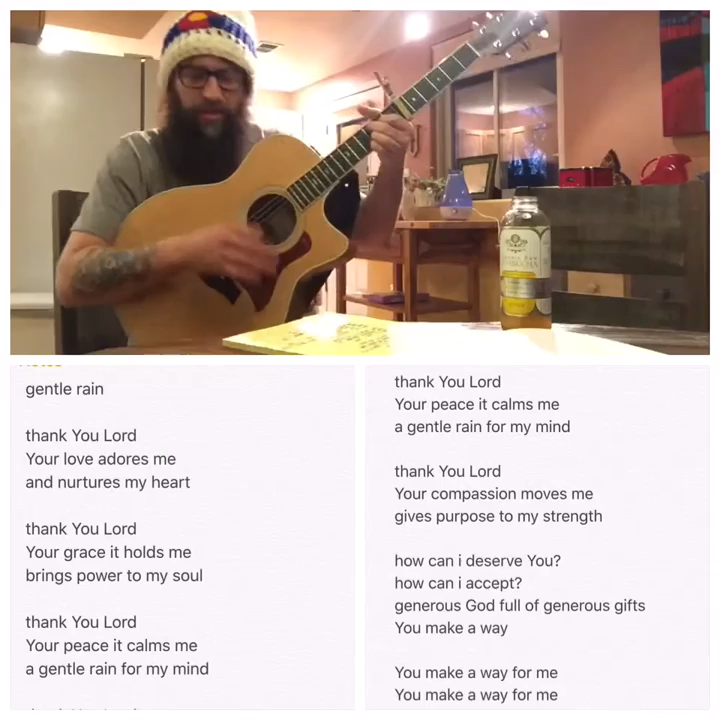 gentle rain
thank You Lord
Your love adores me
and nurtures my heart
thank You Lord
Your grace it holds me
brings power to my soul
thank You Lord
Your peace it calms me
a gentle rain for my mind
thank You Lord
Your peace it calms me
a gentle rain for my mind
thank You Lord
Your compassion moves me
gives purpose to my strength
how can i deserve You?
how can i accept?
generous God full of generous gifts
You make a way
You make a way for me
You make a way for me